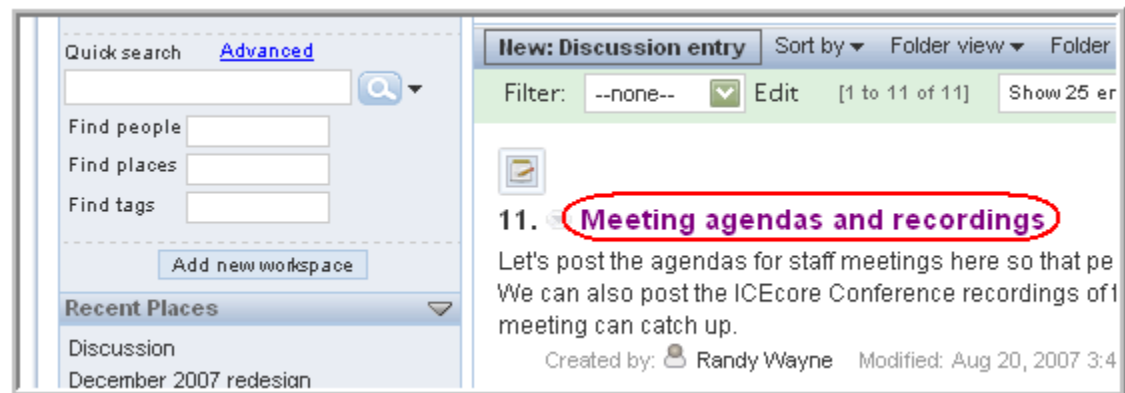 Quick search Advanced
Find people
Find places
Find tags
Add new workspace
Recent Places
Discussion
December 2007 redesign
New: Discussion entry Sort by Folder view Folder
Filter: --none-- Edit [1 to 11 of 11] Show 25 en
11. Meeting agendas and recordings
Let's post the agendas for staff meetings here so that pe
We can also post the ICEcore Conference recordings of t
meeting can catch up.
Created by: Randy Wayne Modified: Aug 20, 2007 3:4